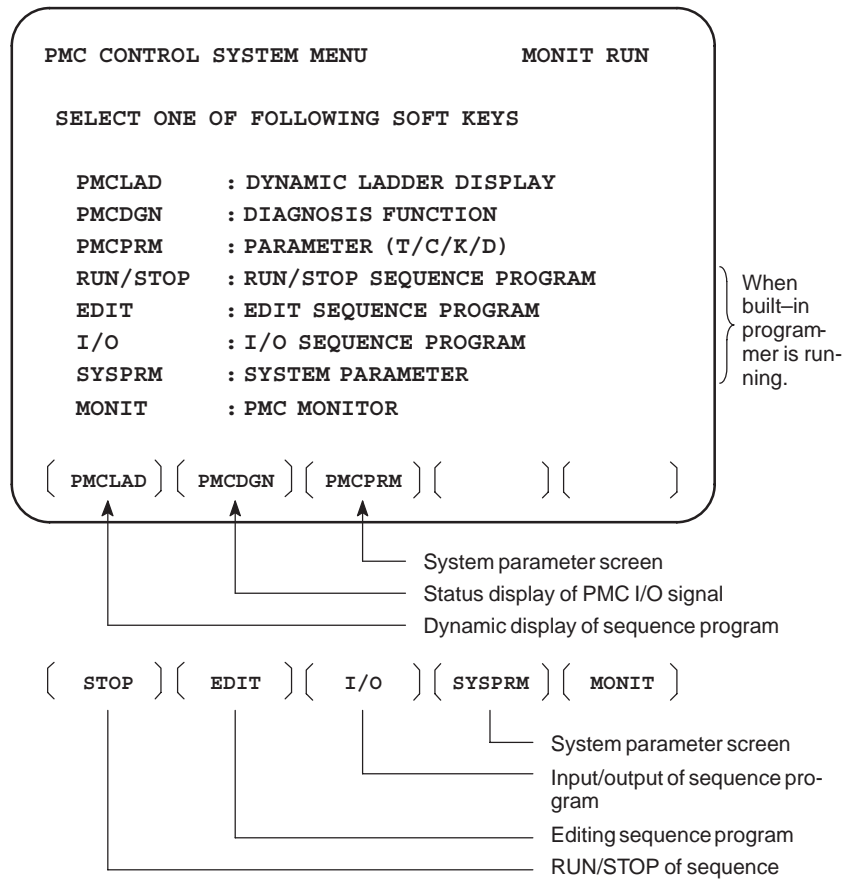 PMC CONTROL SYSTEM MENU MONIT RUN
SELECT ONE OF FOLLOWING SOFT KEYS
PMCLAD : DYNAMIC LADDER DISPLAY
PMCDGN : DIAGNOSIS FUNCTION
PMCPRM : PARAMETER (T/C/K/D)
RUN/STOP : RUN/STOP SEQUENCE PROGRAM
EDIT : EDIT SEQUENCE PROGRAM
I/O : I/O SEQUENCE PROGRAM
SYSPRM : SYSTEM PARAMETER
MONIT : PMC MONITOR
When
built–in
program-
mer is run-
ning.
PMCLAD PMCDGN PMCPRM
System parameter screen
Status display of PMC I/O signal
Dynamic display of sequence program
STOP EDIT I/O SYSPRM MONIT
System parameter screen
Input/output of sequence pro-
gram
Editing sequence program
RUN/STOP of sequence